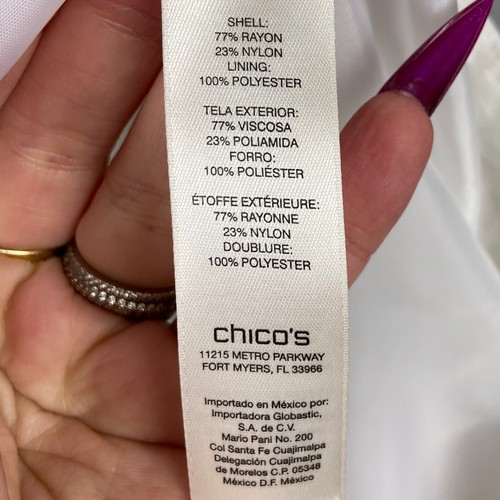 SHELL:
77% RAYON
23% NYLON
LINING:
100% POLYESTER
TELA EXTERIOR:
77% VISCOSA
23% POLIAMIDA
FORRO:
100% POLIÉSTER
ÉTOFFE EXTÉRIEURE:
77% RAYONNE
23% NYLON
DOUBLURE:
100% POLYESTER
chico's
11215 METRO PARKWAY
FORT MYERS, FL 33966
Importado en México por:
Importadora Globastic,
S.A. de C.V.
Mario Pani No. 200
Col Santa Fe Cuajimalpa
Delegación Cuajimalpa
de Morelos C.P. 05348
México D.F. México